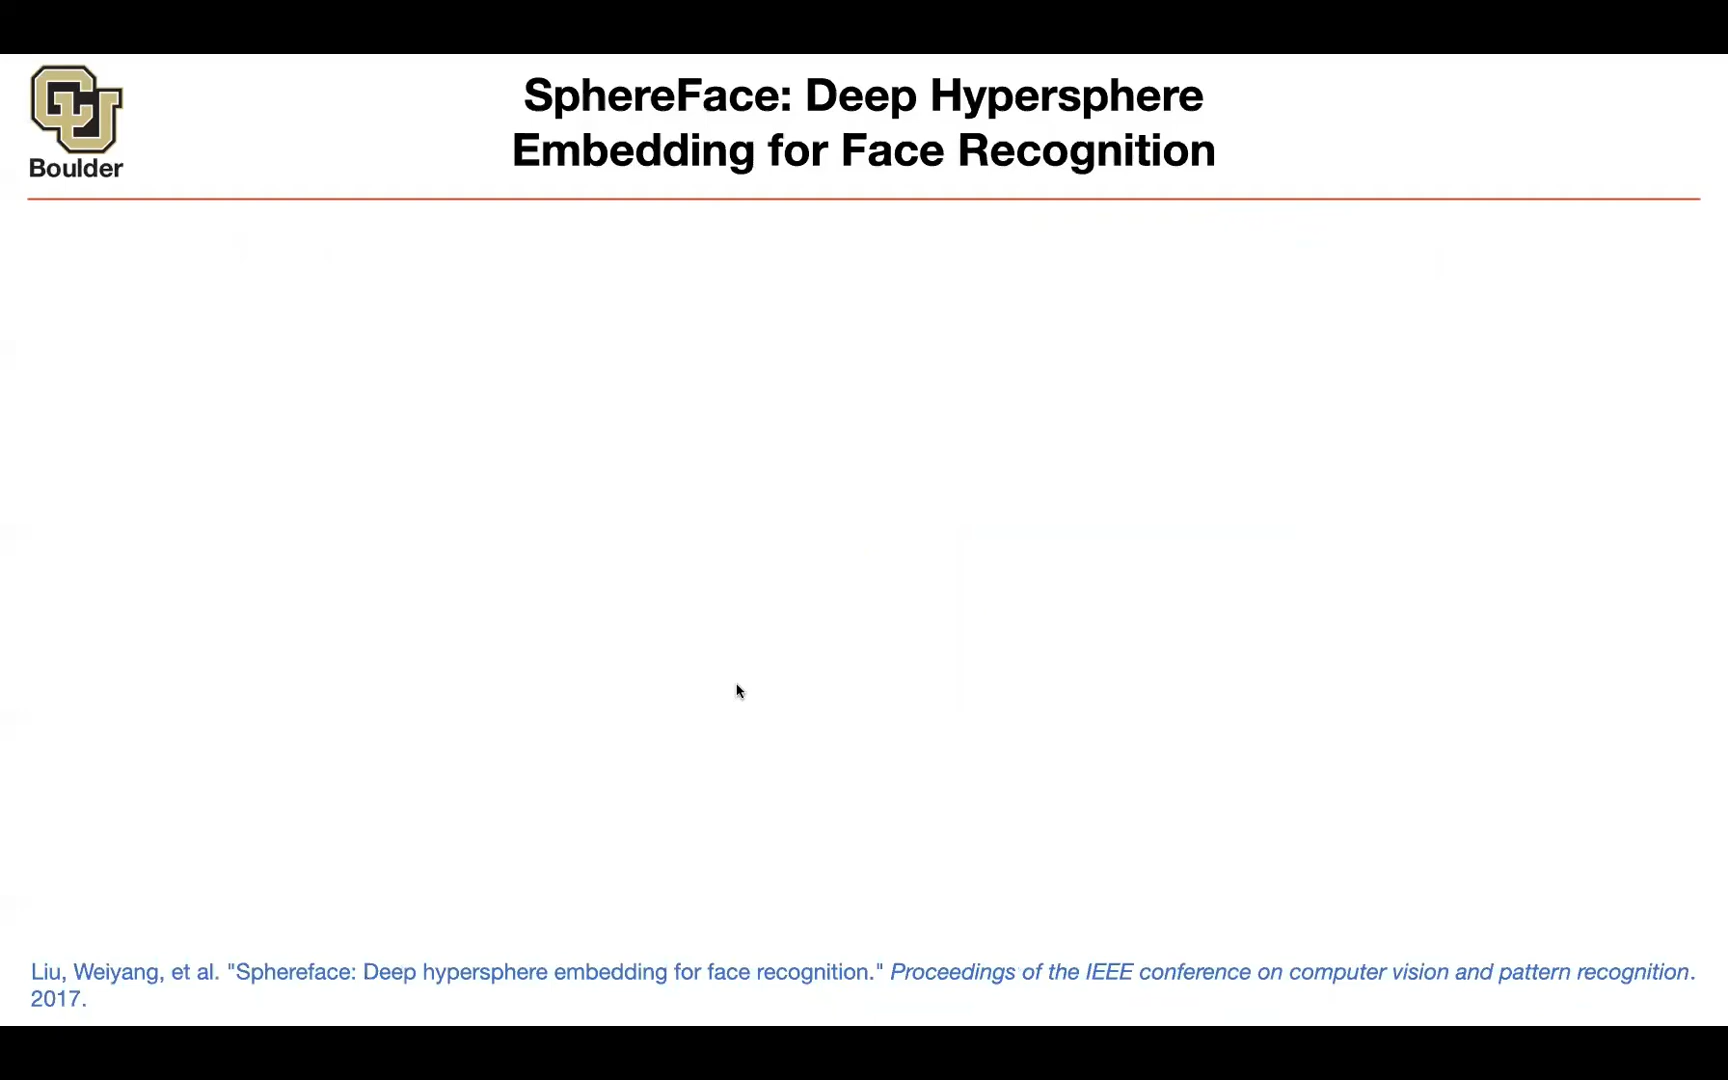 SphereFace: Deep Hypersphere
Embedding for Face Recognition
CU
Boulder
Liu, Weiyang, et al. "Sphereface: Deep hypersphere embedding for face recognition." Proceedings of the IEEE conference on computer vision and pattern recognition.
2017.